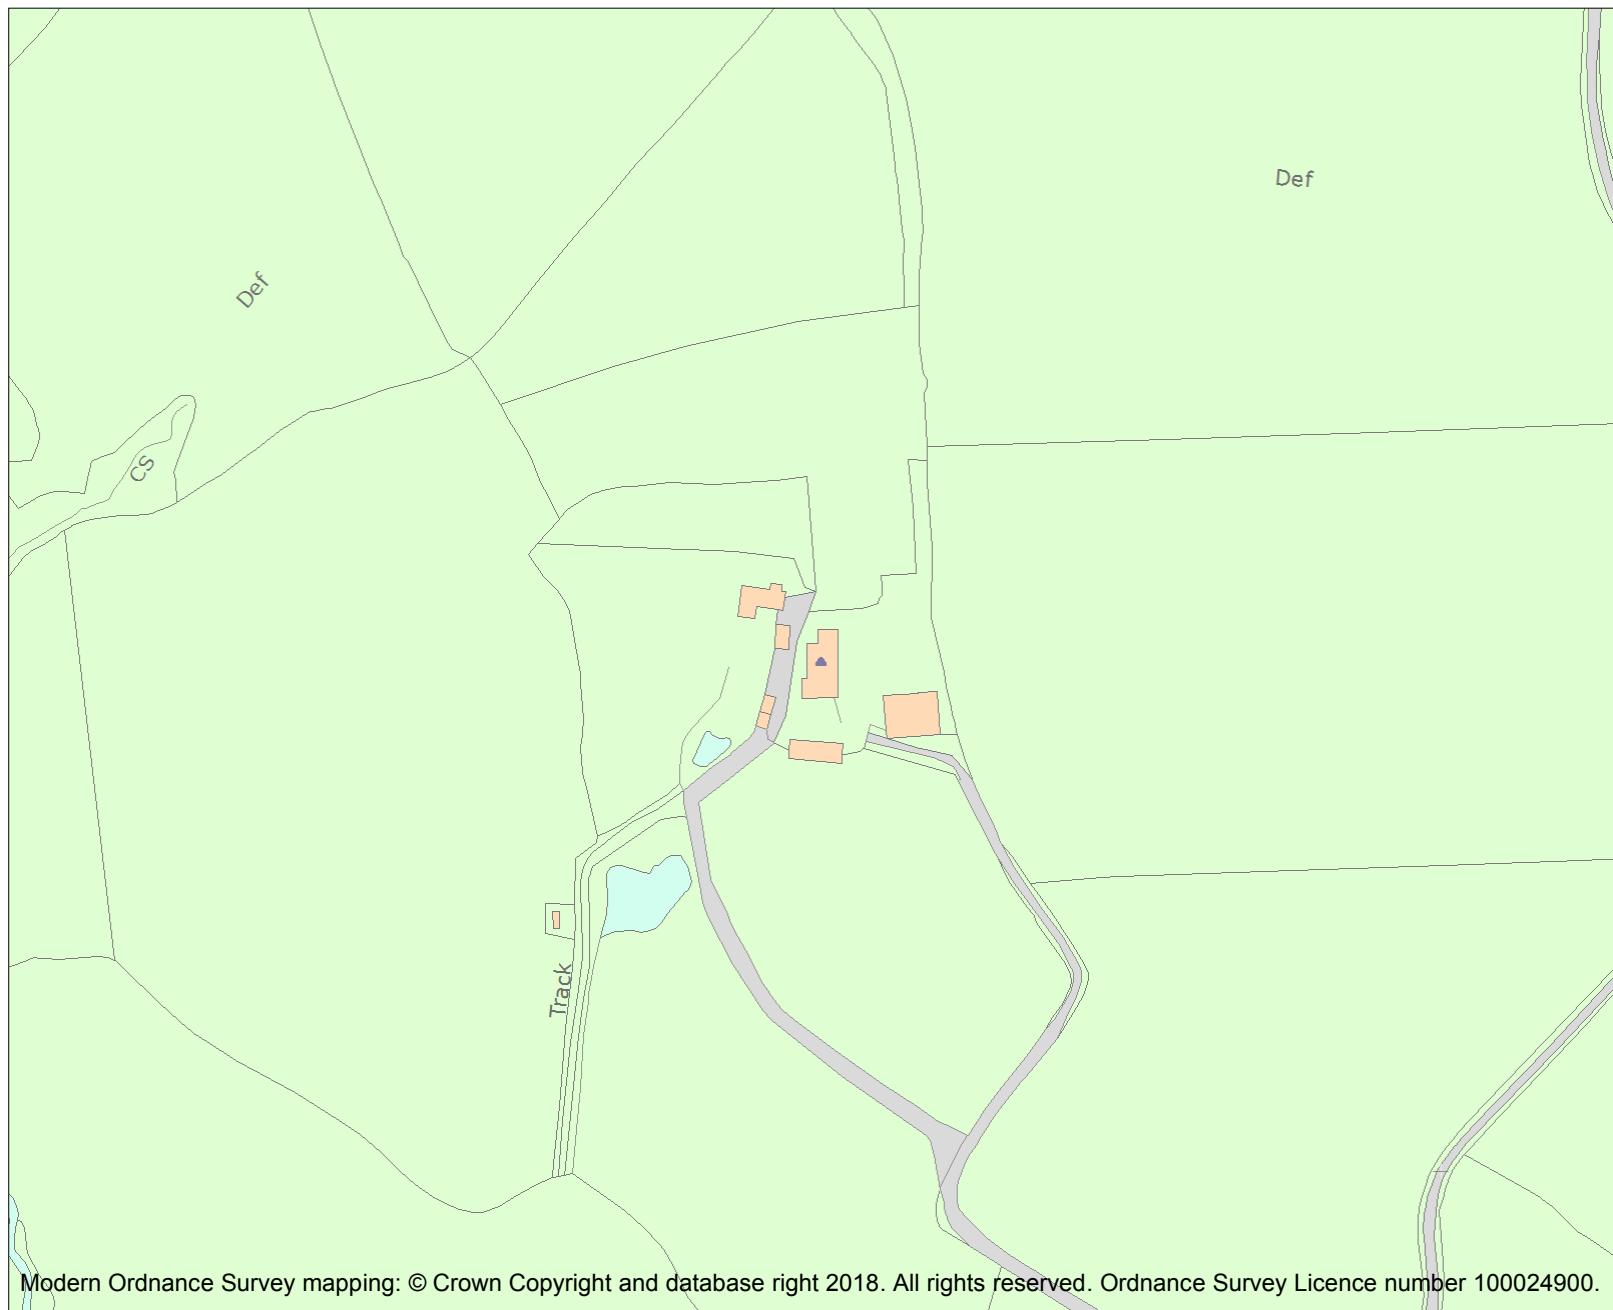 Def
Def
CS
Track
Modern Ordnance Survey mapping: © Crown Copyright and database right 2018. All rights reserved. Ordnance Survey Licence number 100024900.